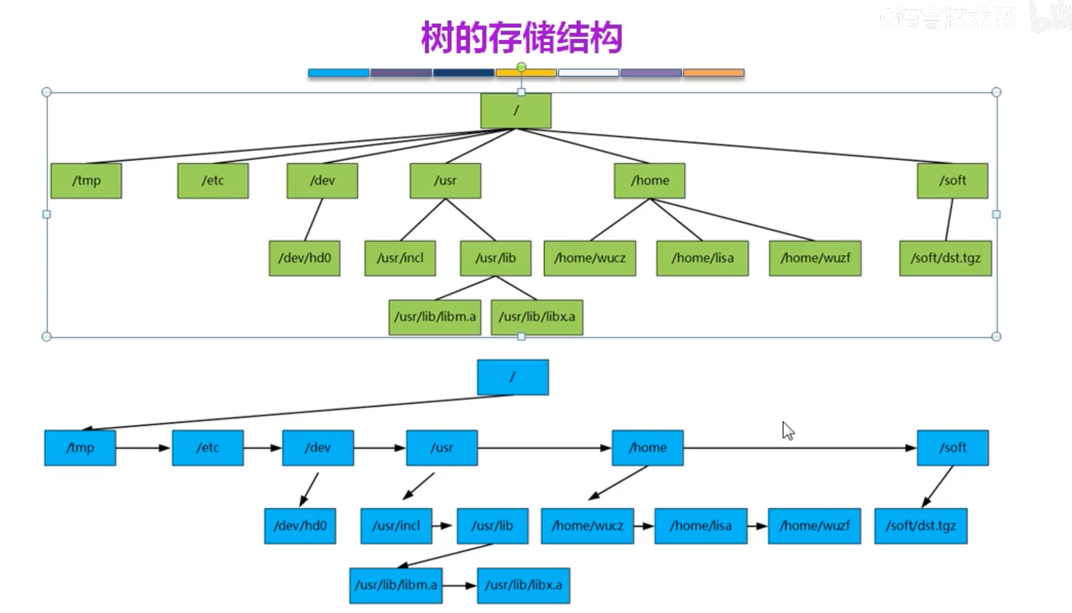 树的存储结构
/
/tmp /etc /dev /usr /home /soft
/dev/hd0 /usr/incl /usr/lib /home/wucz /home/lisa /home/wuzf /soft/dst.tgz
/usr/lib/libm.a /usr/lib/libx.a
/
/tmp /etc /dev /usr /home /soft
/dev/hd0 /usr/incl /usr/lib /home/wucz /home/lisa /home/wuzf /soft/dst.tgz
/usr/lib/libm.a /usr/lib/libx.a